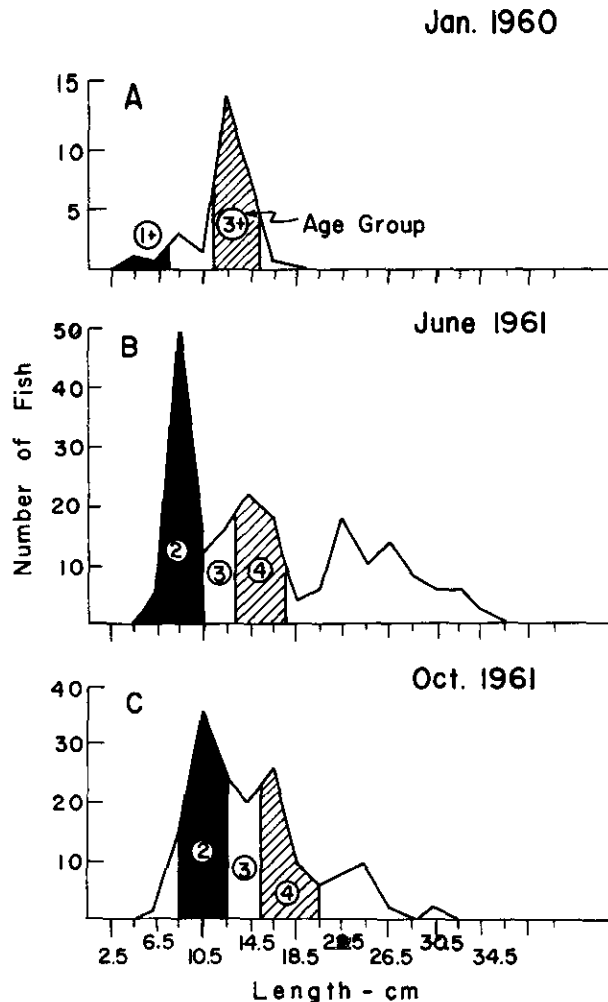 Jan. 1960
15
A
10
5
1+
3+
Age Group
June 1961
50
B
40
30
20
10
2
3
4
Number of Fish
Oct. 1961
40
C
30
20
10
2
3
4
6.5 14.5 26.5 34.5
2.5 10.5 18.5 30.5
Length - cm